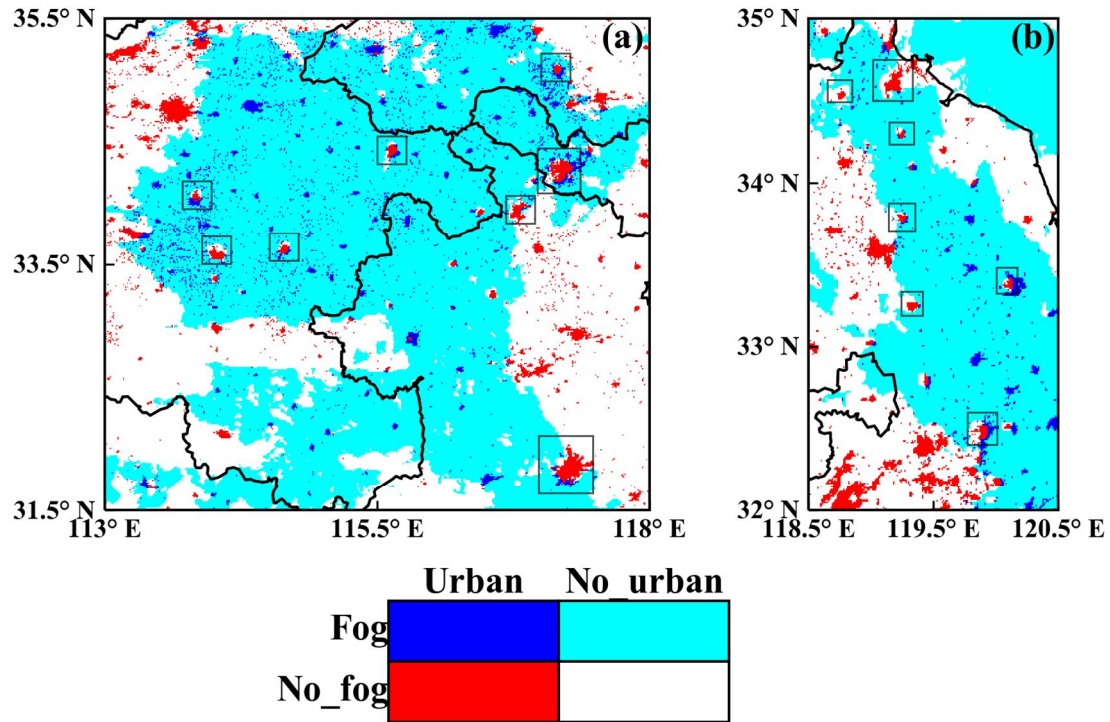 35.5° N
33.5° N
31.5° N
113° E
115.5° E
118° E
(a)
35° N
34° N
33° N
32° N
118.5° E
119.5° E
120.5° E
(b)
Urban
No_urban
Fog
No_fog